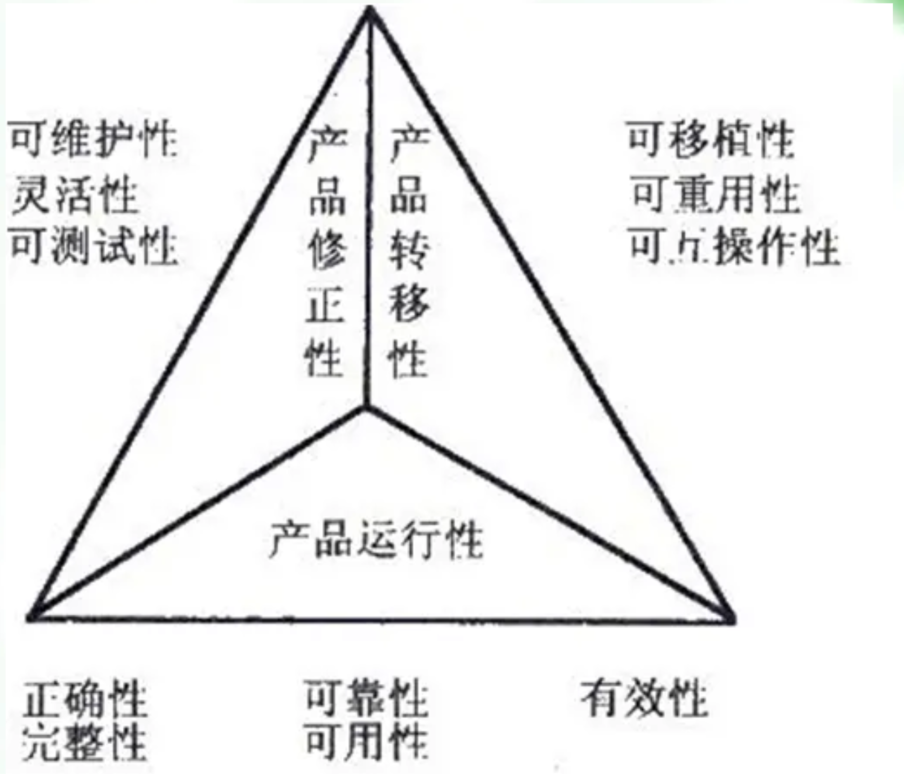 可维护性
灵活性
可测试性
产品修正性
产品转移性
可移植性
可重用性
可互操作性
产品运行性
正确性 可靠性 有效性
完整性 可用性